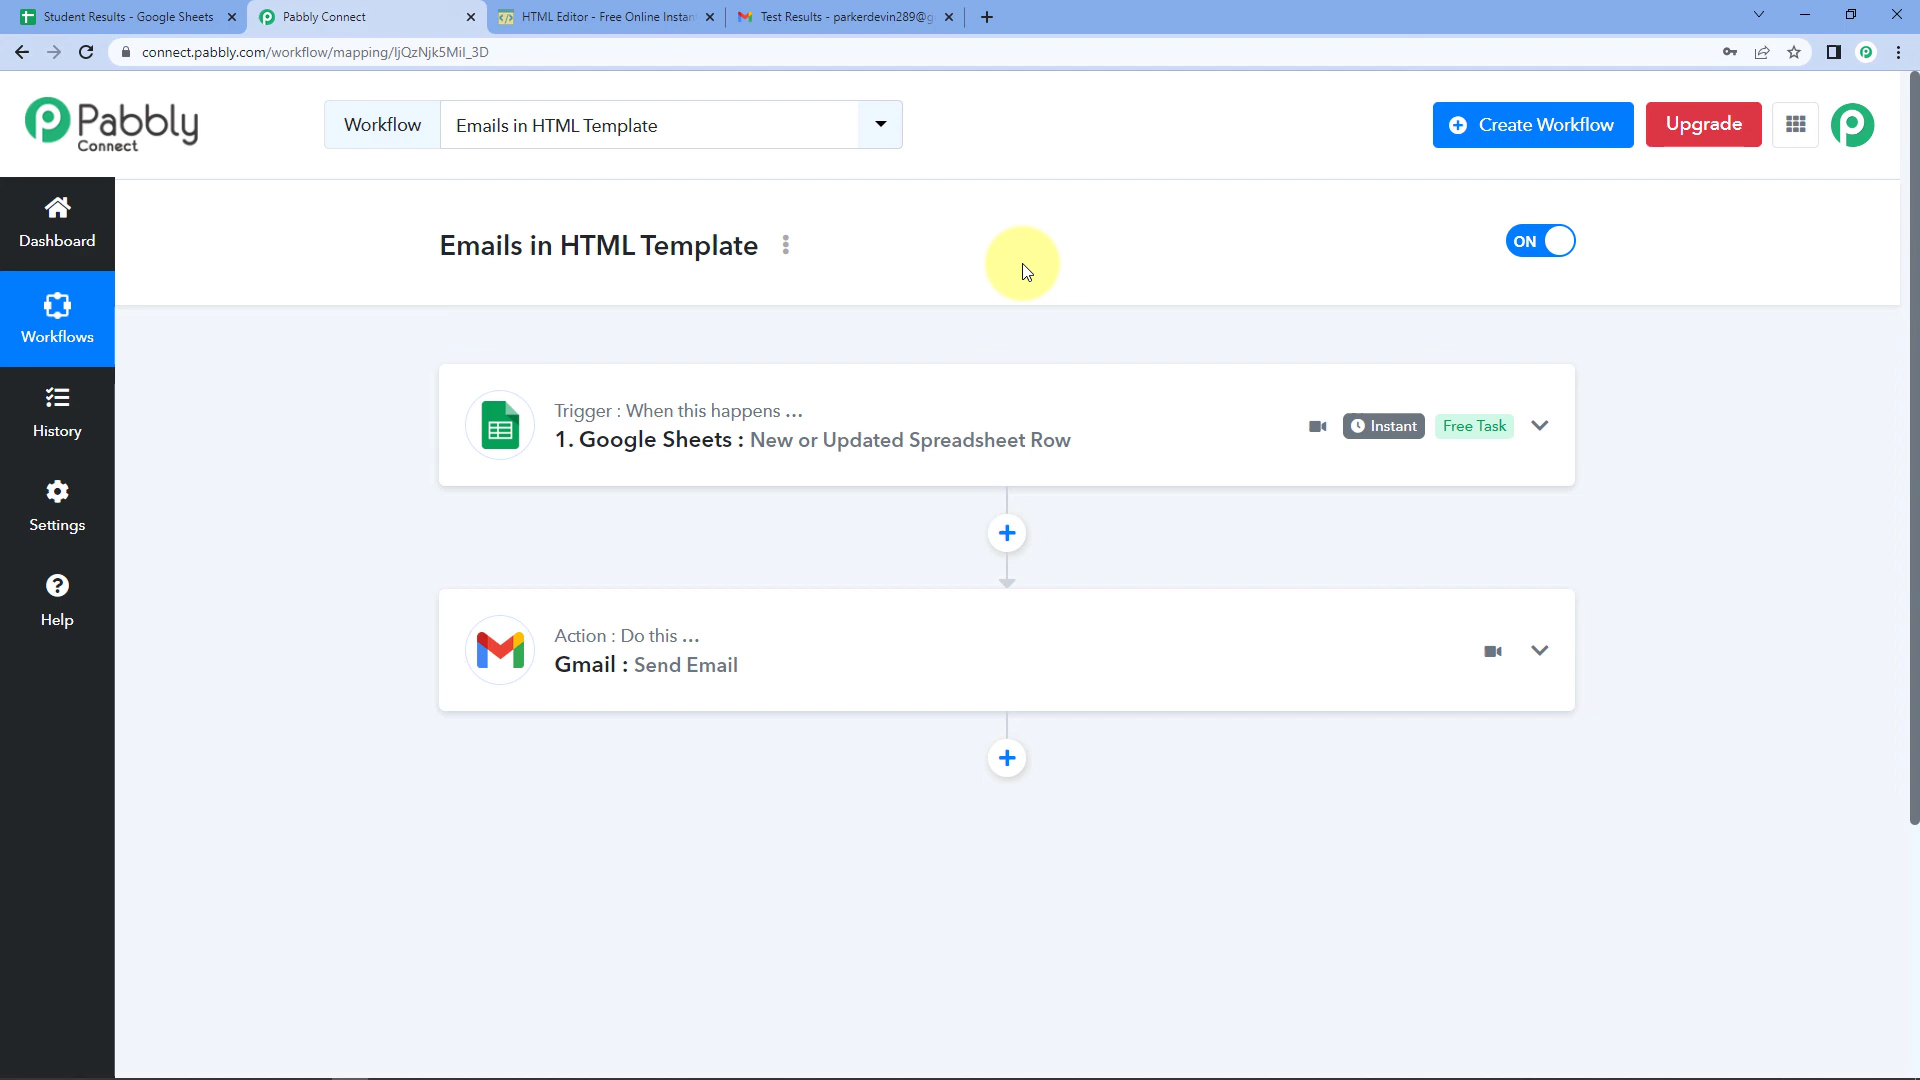 Student Results - Google Sheets
Pabbly Connect
HTML Editor - Free Online Instan
Test Results - parkerdevin289@g
connect.pabbly.com/workflow/mapping/IjQzNjk5MiI_3D
Pabbly
Connect
Workflow
Emails in HTML Template
Create Workflow
Upgrade
Dashboard
Workflows
History
Settings
Help
Emails in HTML Template
ON
Trigger : When this happens ...
1. Google Sheets : New or Updated Spreadsheet Row
Instant
Free Task
Action : Do this ...
Gmail : Send Email